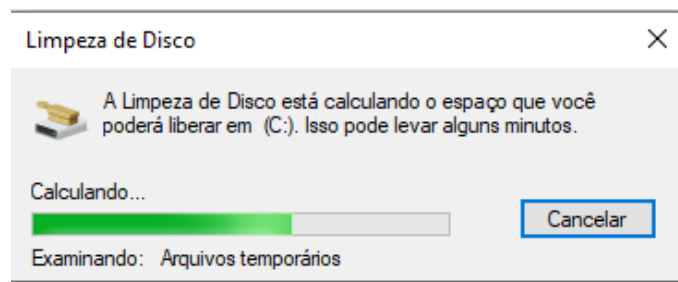 Limpeza de Disco
A Limpeza de Disco está calculando o espaço que você
poderá liberar em (C:). Isso pode levar alguns minutos.
Calculando...
Cancelar
Examinando: Arquivos temporários